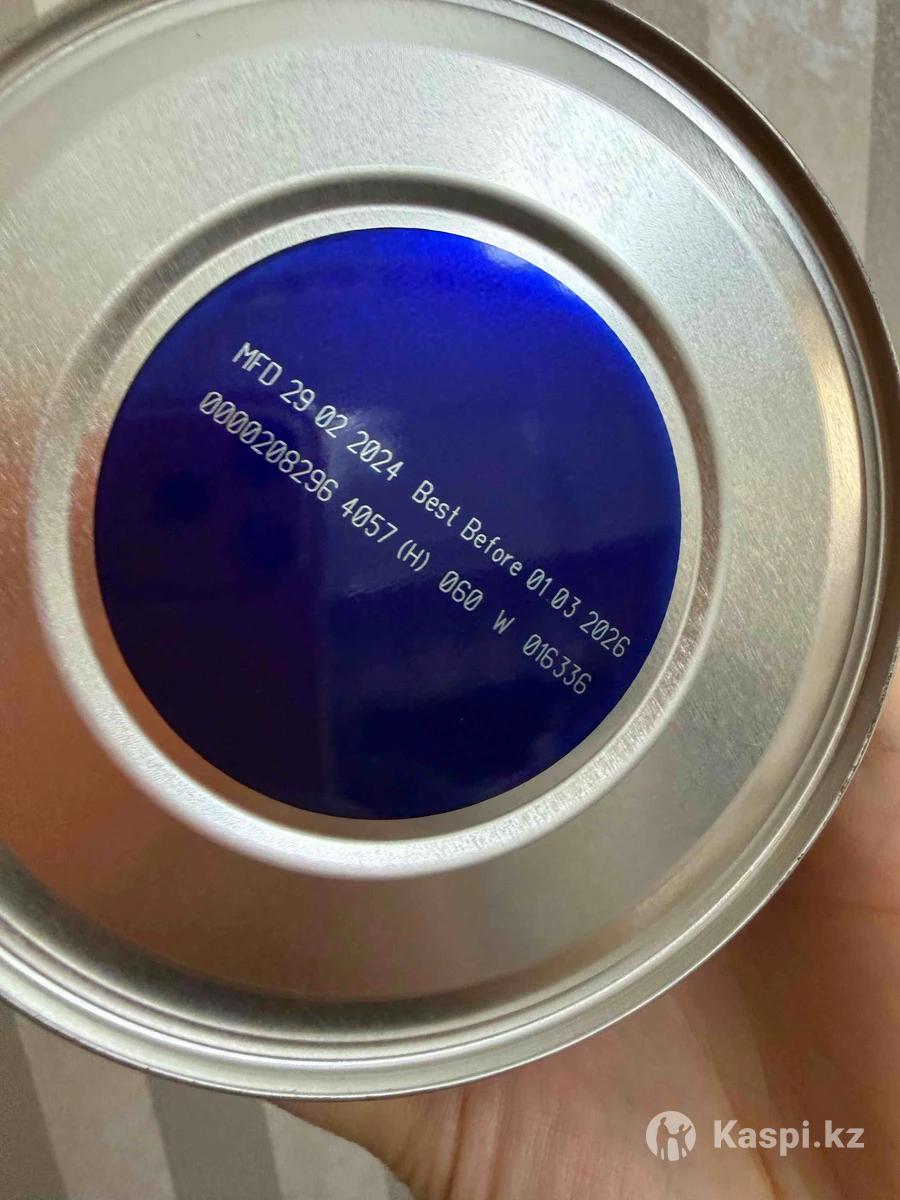 MFD 29 02 2024 Best Before 01 03 2026
0000208296 4057 (H) 060 W 016336
Kaspi.kz